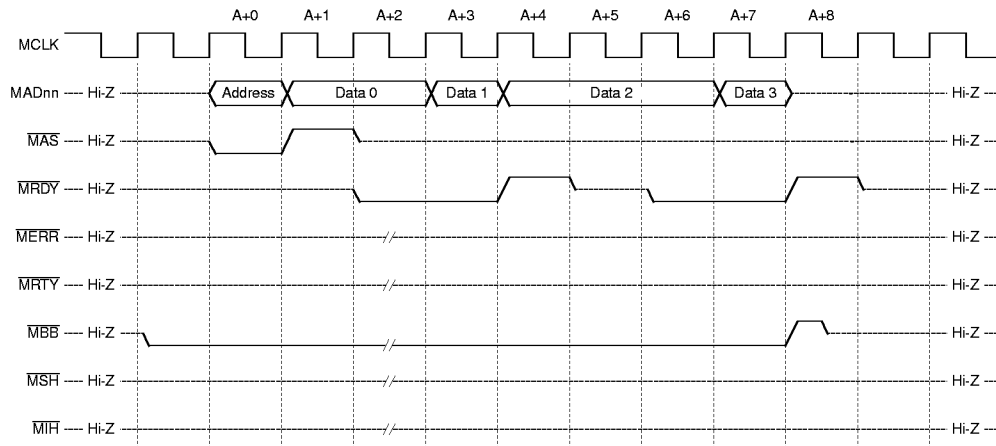 A+0 A+1 A+2 A+3 A+4 A+5 A+6 A+7 A+8
MCLK
MADnn Hi-Z Address Data 0 Data 1 Data 2 Data 3 Hi-Z
MAS Hi-Z Hi-Z
MRDY Hi-Z Hi-Z
MERR Hi-Z Hi-Z
MRTY Hi-Z Hi-Z
MBB Hi-Z Hi-Z
MSH Hi-Z Hi-Z
MIH Hi-Z Hi-Z